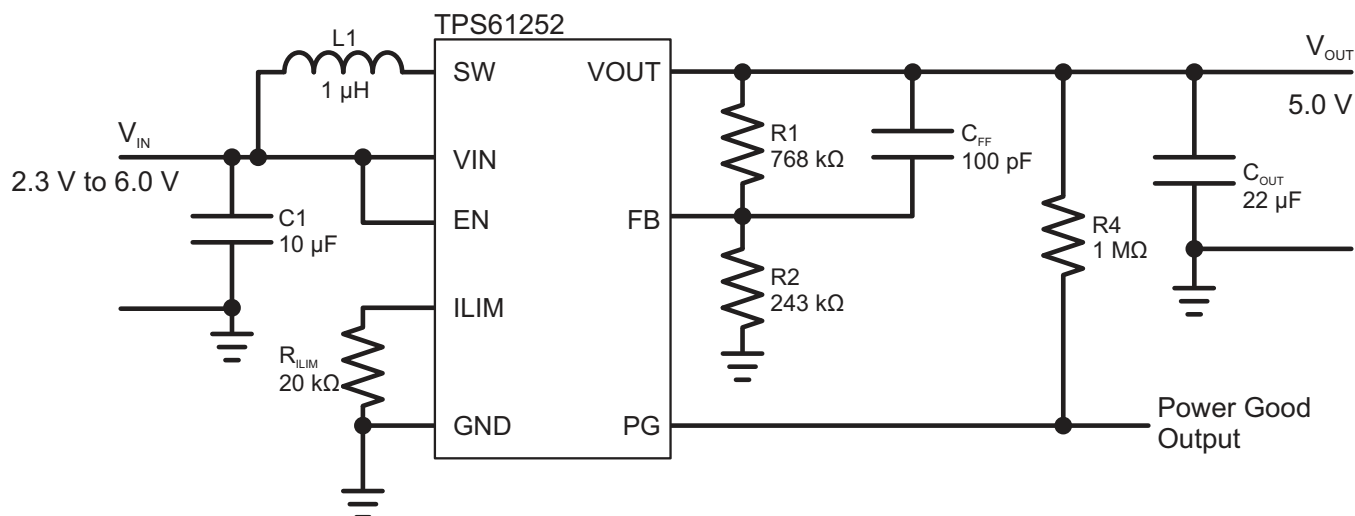 TPS61252
L1
1 µH
SW
VOUT
V_OUT
5.0 V
V_IN
2.3 V to 6.0 V
VIN
R1
768 kΩ
C_FF
100 pF
C_OUT
22 µF
C1
10 µF
EN
FB
R4
1 MΩ
R2
243 kΩ
ILIM
R_ILIM
20 kΩ
GND
PG
Power Good
Output